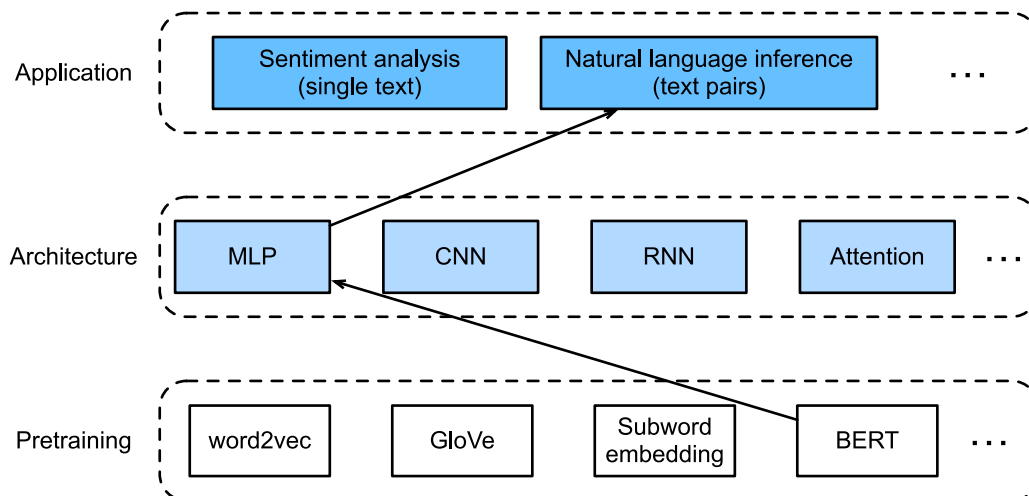 Application
Sentiment analysis
(single text)
Natural language inference
(text pairs)
...
Architecture
MLP
CNN
RNN
Attention
...
Pretraining
word2vec
GloVe
Subword
embedding
BERT
...